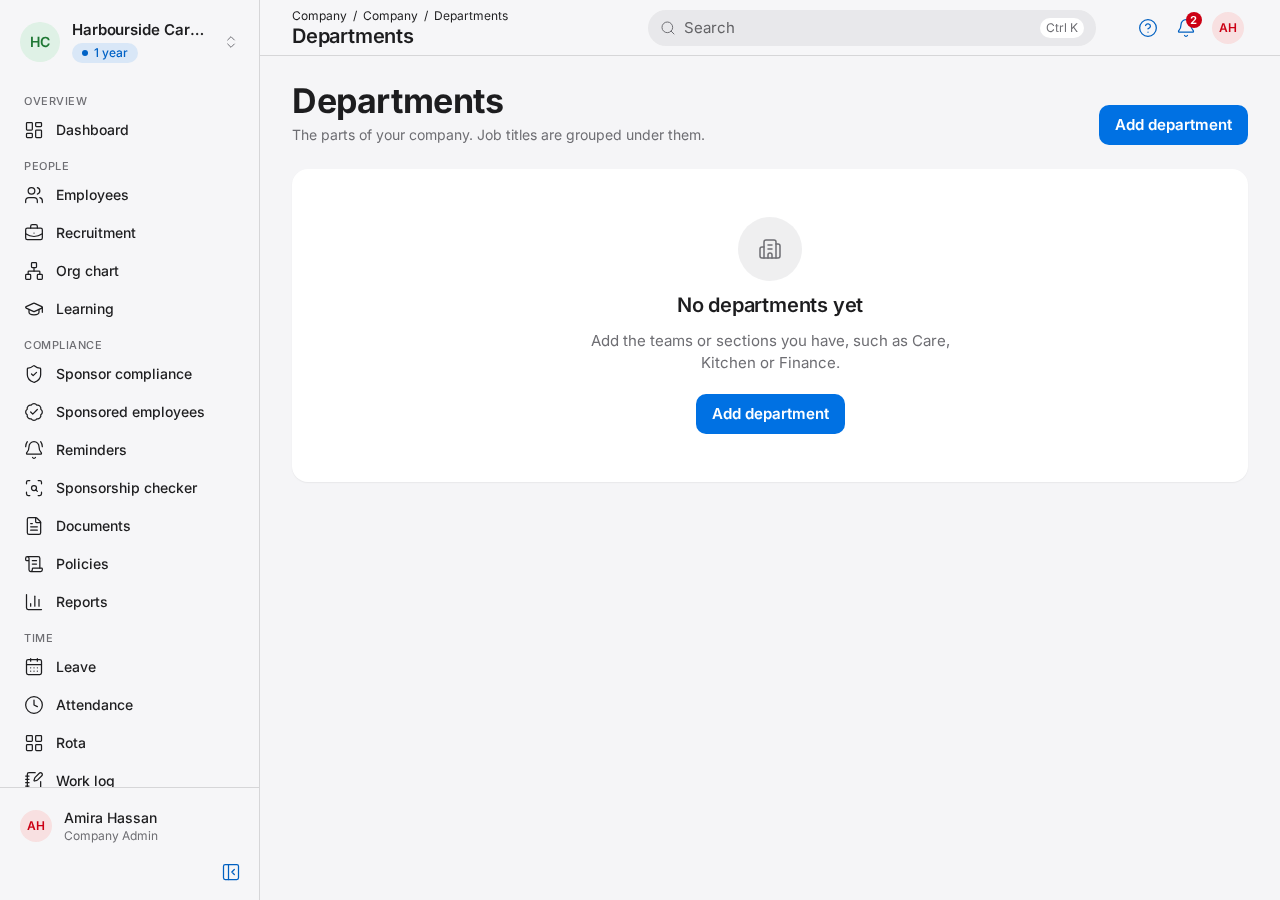 HC
Harbourside Car...
1 year
OVERVIEW
Dashboard
PEOPLE
Employees
Recruitment
Org chart
Learning
COMPLIANCE
Sponsor compliance
Sponsored employees
Reminders
Sponsorship checker
Documents
Policies
Reports
TIME
Leave
Attendance
Rota
Work log
AH
Amira Hassan
Company Admin
Company / Company / Departments
Departments
Search
Ctrl K
2
AH
Departments
The parts of your company. Job titles are grouped under them.
Add department
No departments yet
Add the teams or sections you have, such as Care,
Kitchen or Finance.
Add department